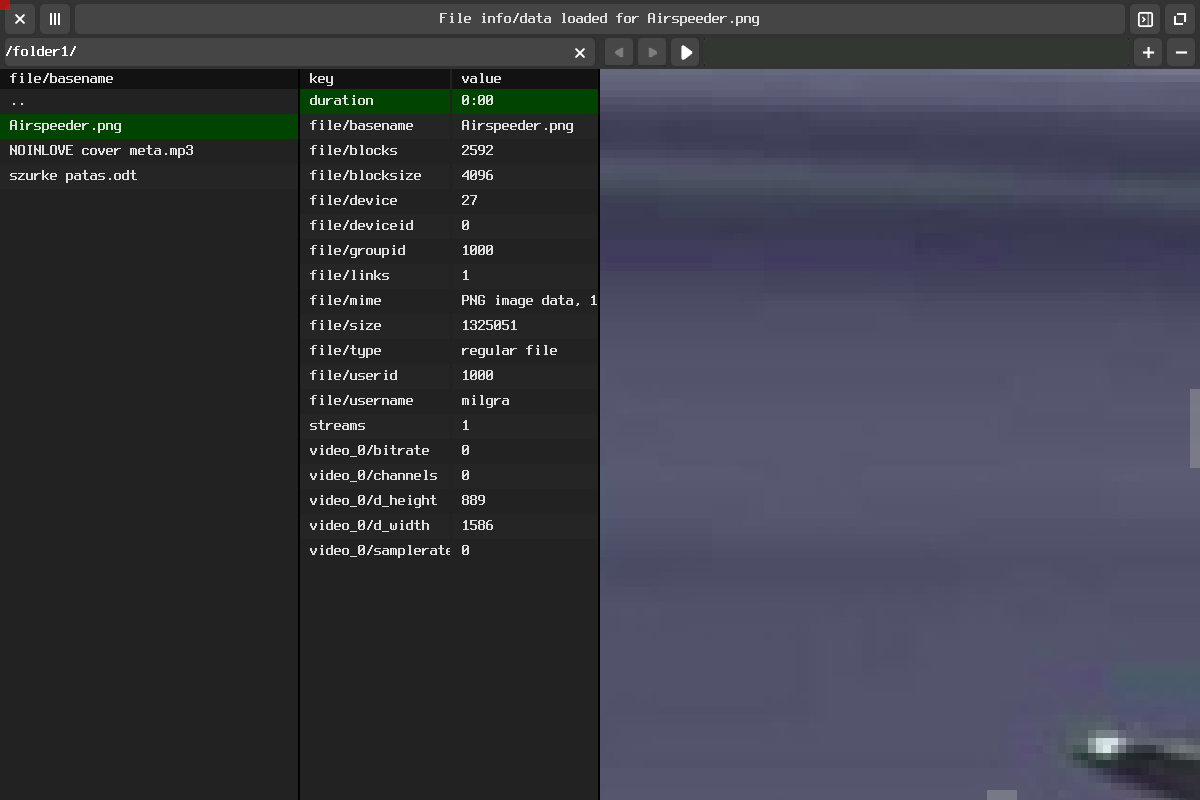 File info/data loaded for Airspeeder.png
/folder1/
file/basename
..
Airspeeder.png
NOINLOVE cover meta.mp3
szurke patas.odt
key value
duration 0:00
file/basename Airspeeder.png
file/blocks 2592
file/blocksize 4096
file/device 27
file/deviceid 0
file/groupid 1000
file/links 1
file/mime PNG image data, 1
file/size 1325051
file/type regular file
file/userid 1000
file/username milgra
streams 1
video_0/bitrate 0
video_0/channels 0
video_0/d_height 889
video_0/d_width 1586
video_0/samplerate 0